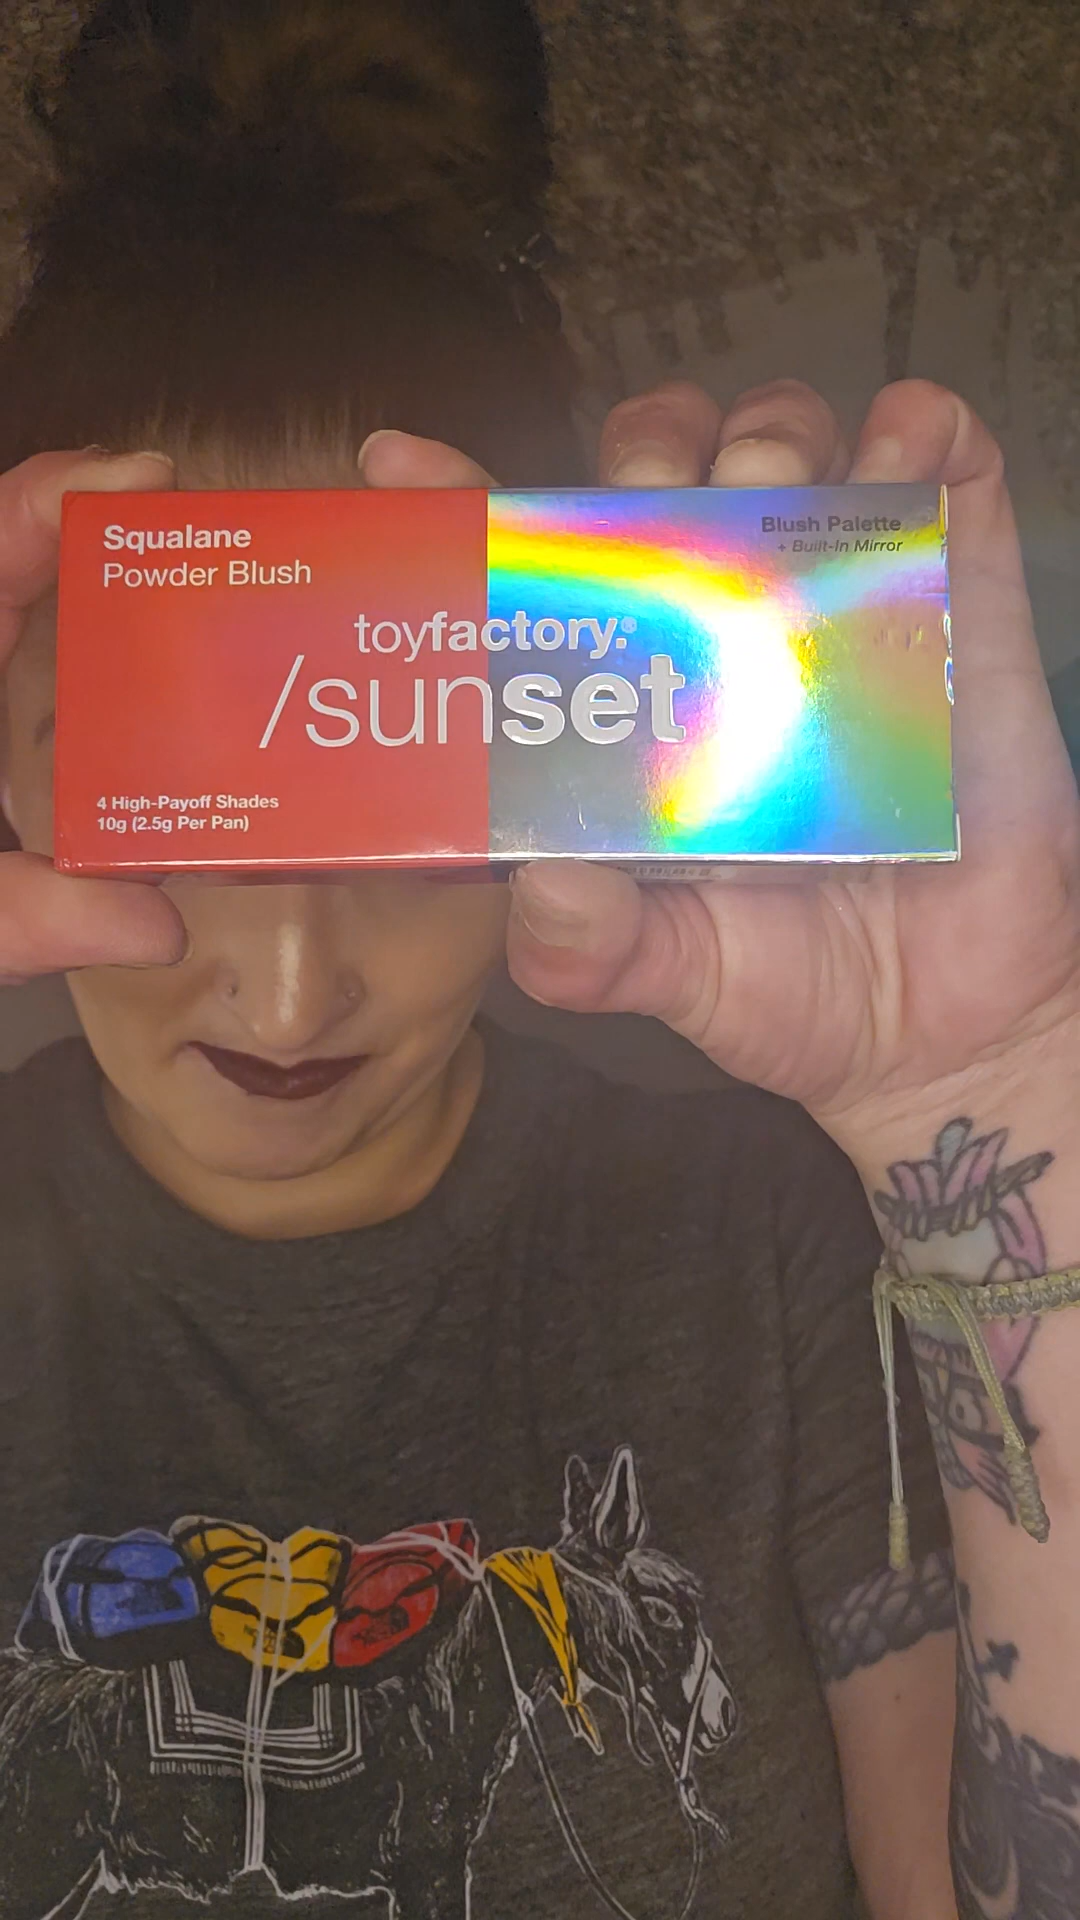 Squalane
Powder Blush
Blush Palette
+ Built-In Mirror
toyfactory.®
/sunset
4 High-Payoff Shades
10g (2.5g Per Pan)